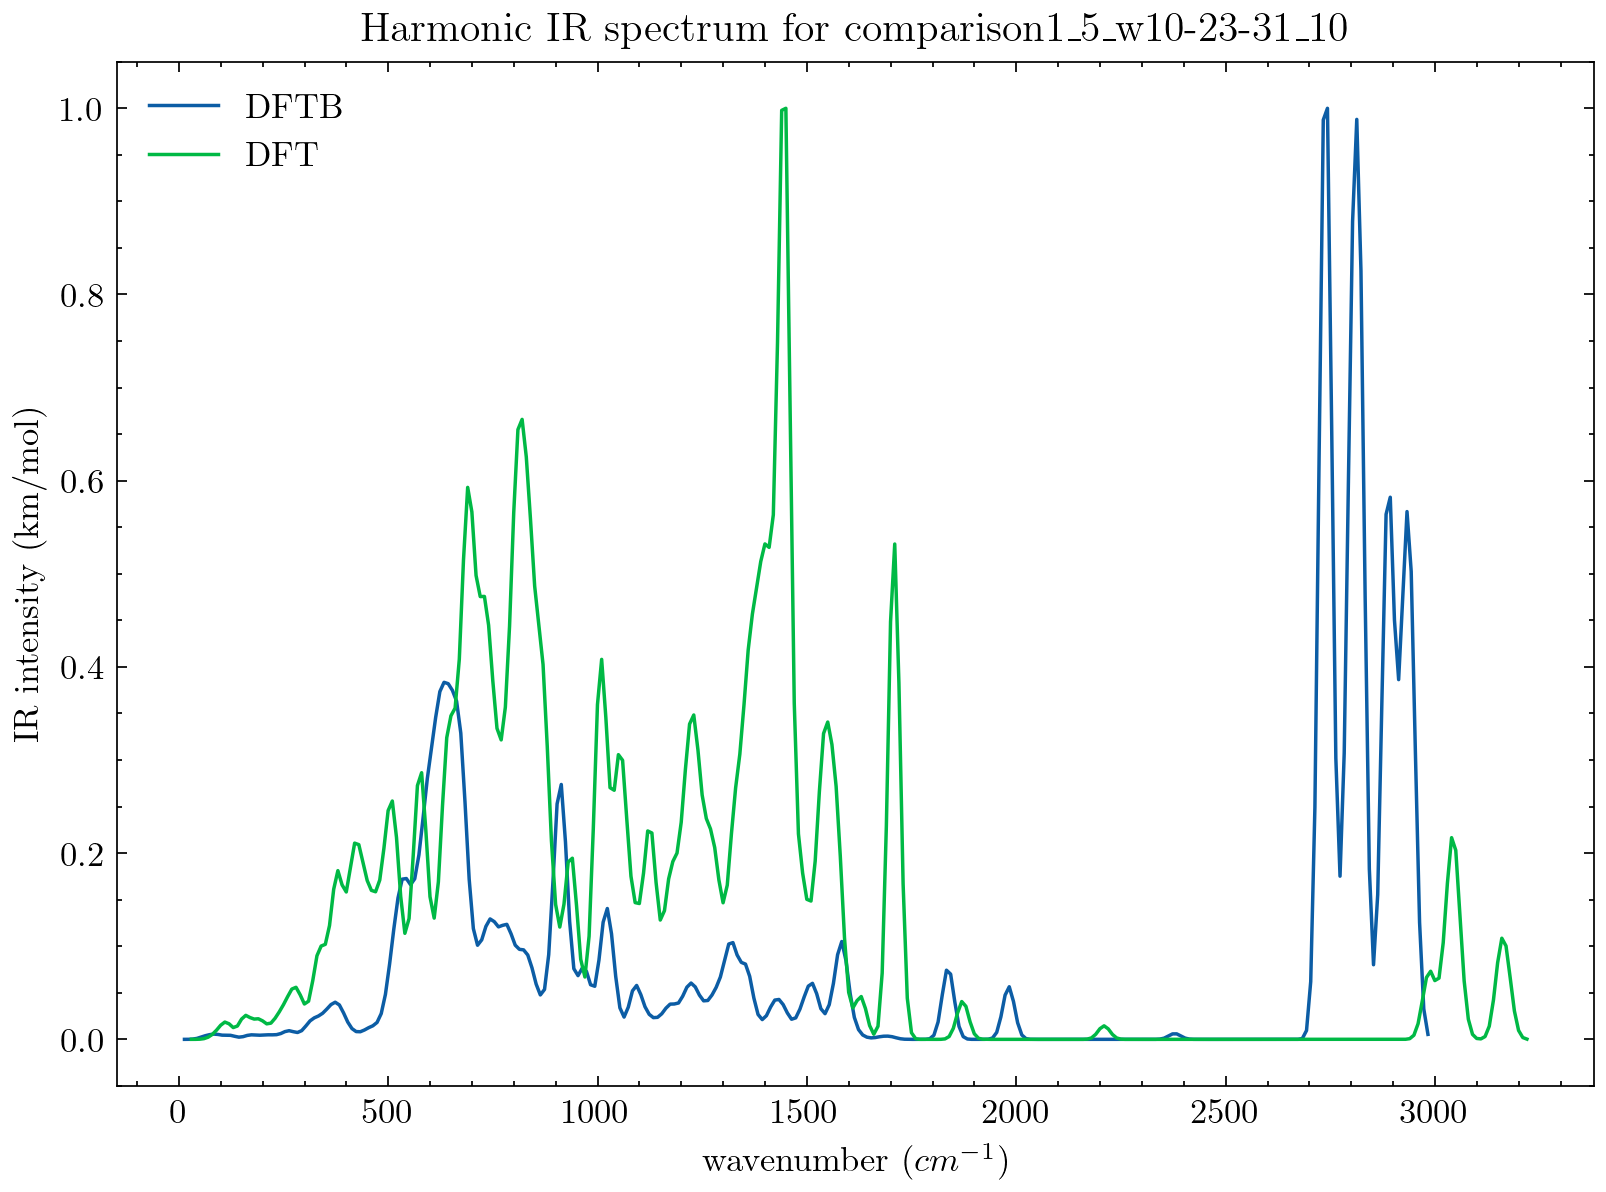 Harmonic IR spectrum for comparison1_5_w10-23-31_10
DFTB
DFT
1.0
0.8
0.6
0.4
0.2
0.0
IR intensity (km/mol)
0 500 1000 1500 2000 2500 3000
wavenumber (cm⁻¹)